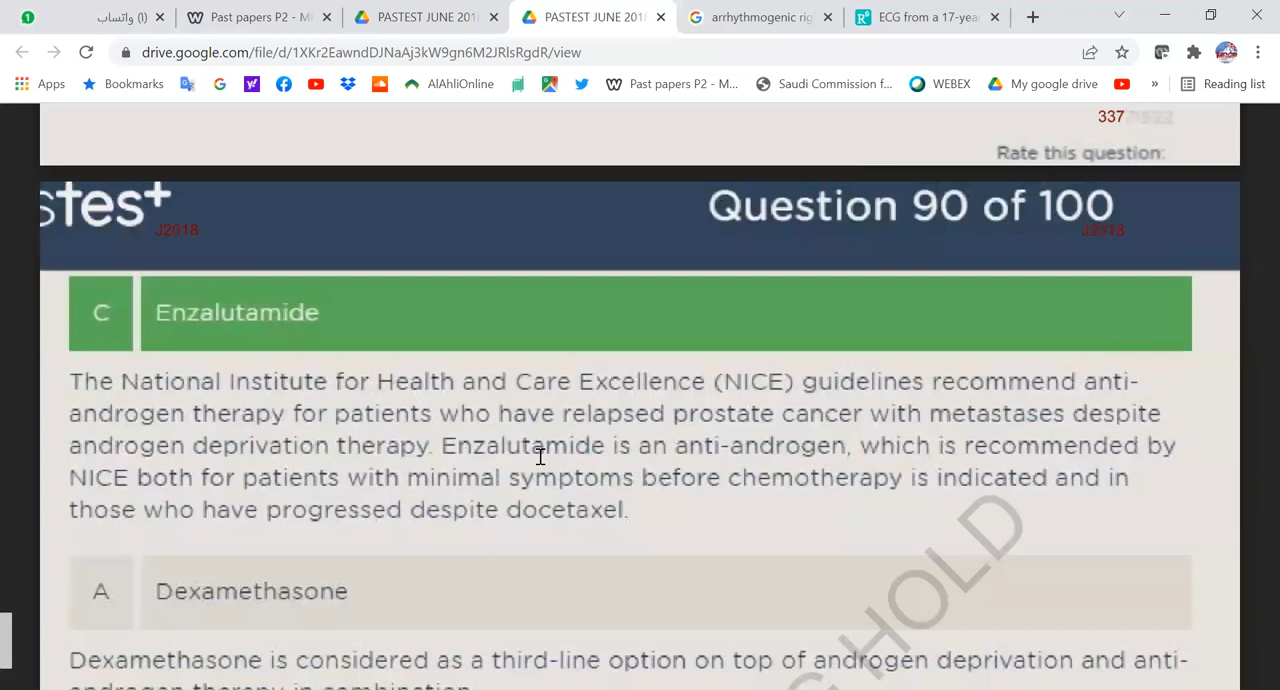 (1) واتساب
Past papers P2 - M
PASTEST JUNE 201
PASTEST JUNE 201
arrhythmogenic rig
ECG from a 17-yea
drive.google.com/file/d/1XKr2EawndDJNaAj3kW9gn6M2JRlsRgdR/view
Apps
Bookmarks
AlAhliOnline
Past papers P2 - M...
Saudi Commission f...
WEBEX
My google drive
»
Reading list
337
Rate this question:
stes+
Question 90 of 100
J2018
J2018
C
Enzalutamide
The National Institute for Health and Care Excellence (NICE) guidelines recommend anti-
androgen therapy for patients who have relapsed prostate cancer with metastases despite
androgen deprivation therapy. Enzalutamide is an anti-androgen, which is recommended by
NICE both for patients with minimal symptoms before chemotherapy is indicated and in
those who have progressed despite docetaxel.
A
Dexamethasone
G HOLD
Dexamethasone is considered as a third-line option on top of androgen deprivation and anti-
androgen therapy in combination